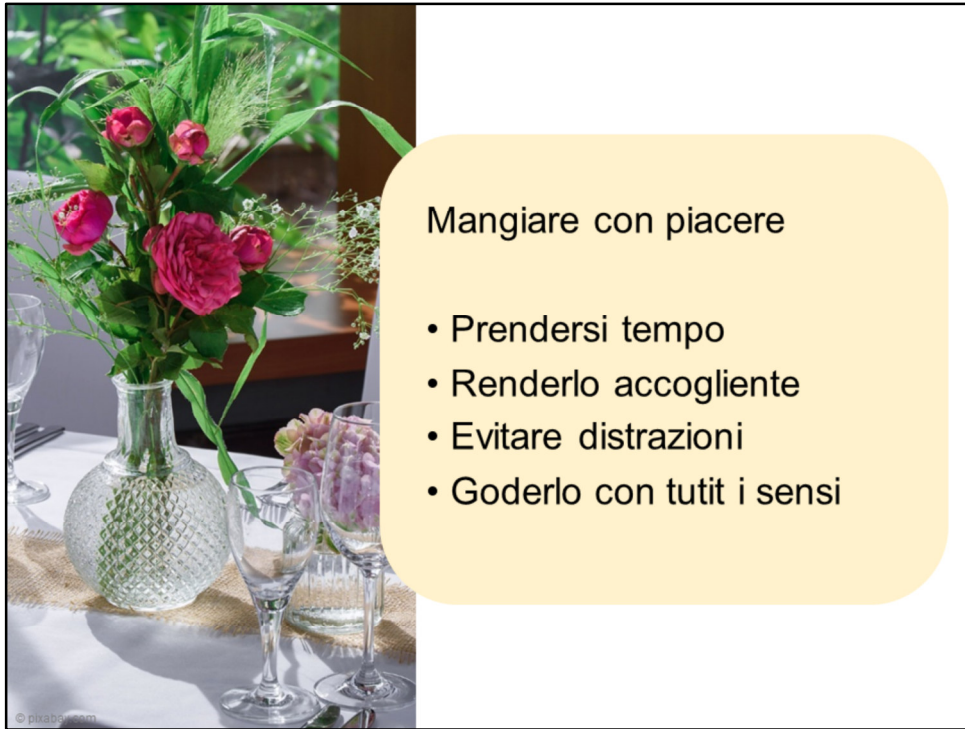 Mangiare con piacere
• Prendersi tempo
• Renderlo accogliente
• Evitare distrazioni
• Goderlo con tutit i sensi
© pixabay.com